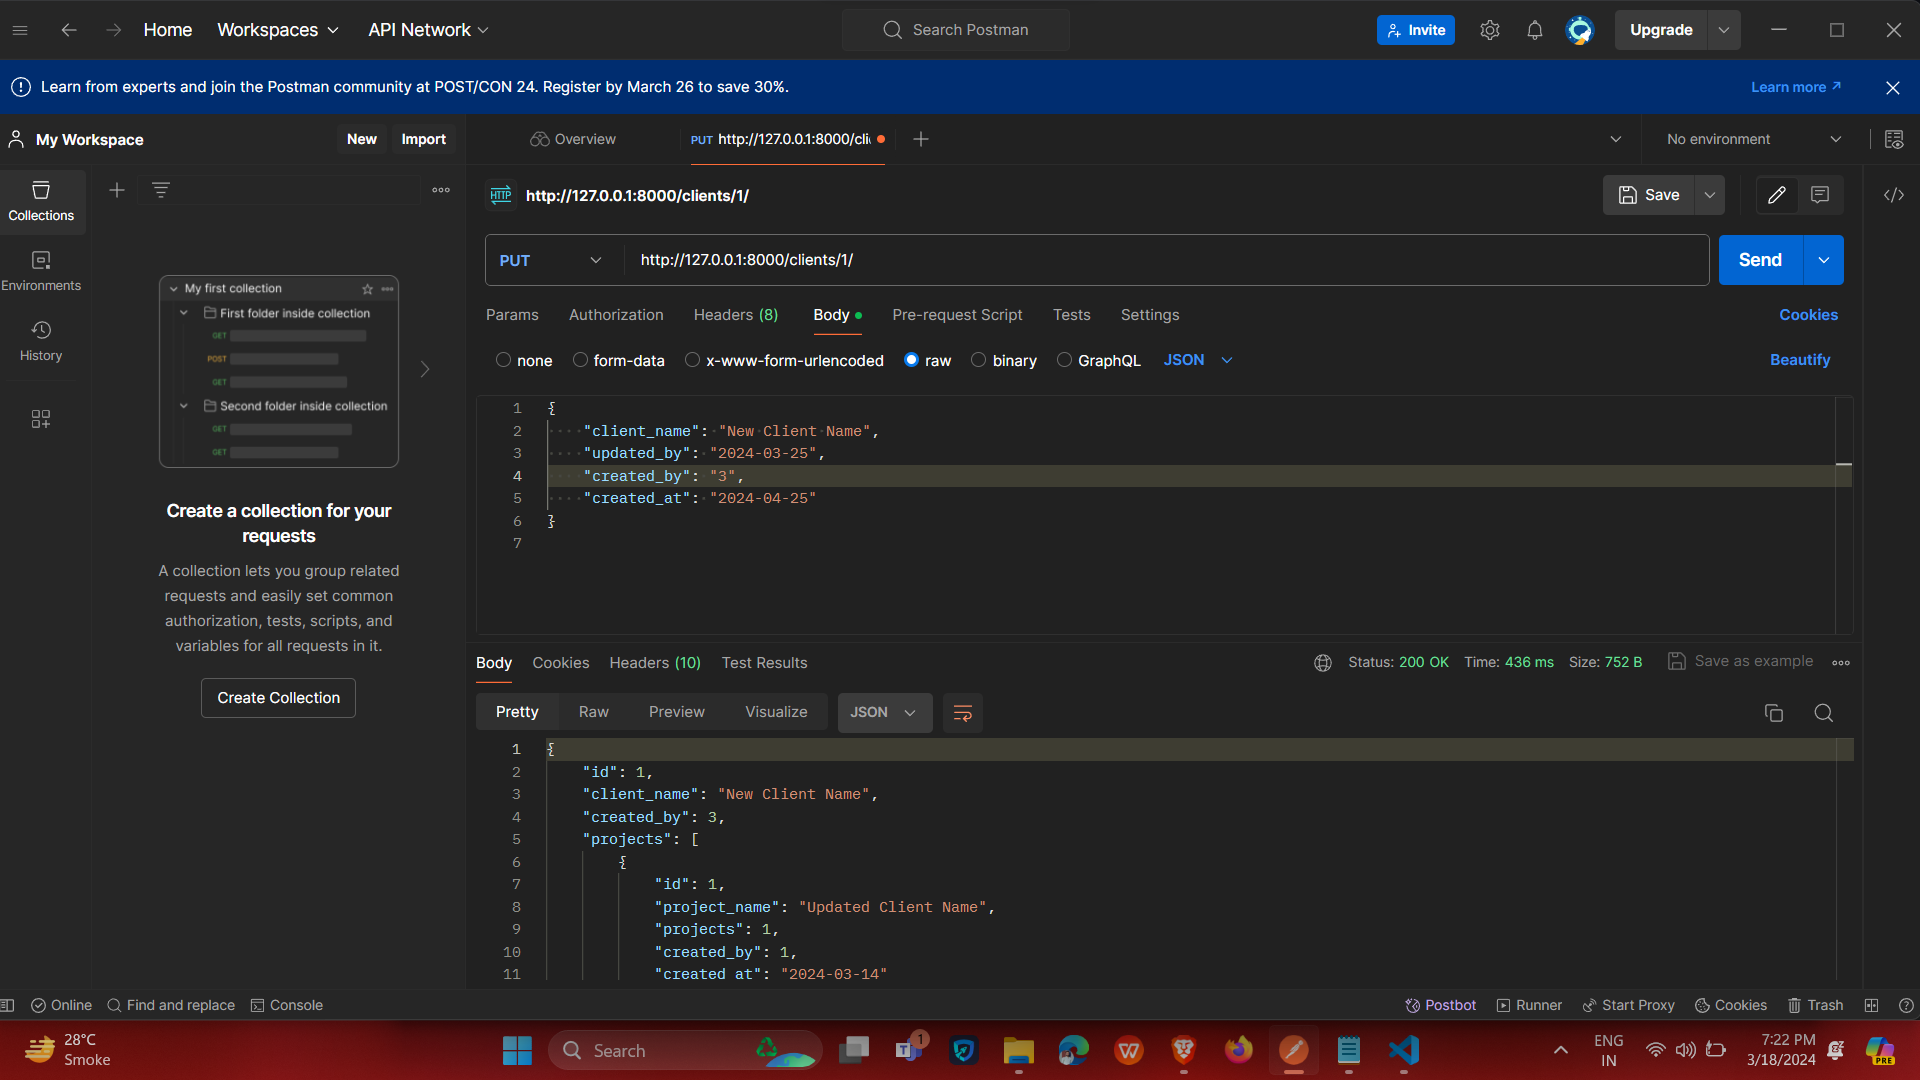 Home Workspaces API Network Search Postman Invite Upgrade
Learn from experts and join the Postman community at POST/CON 24. Register by March 26 to save 30%. Learn more
My Workspace New Import Overview PUT http://127.0.0.1:8000/cli No environment
HTTP http://127.0.0.1:8000/clients/1/ Save
Collections
Environments
History
My first collection
First folder inside collection
GET
POST
GET
Second folder inside collection
GET
GET
Create a collection for your
requests
A collection lets you group related
requests and easily set common
authorization, tests, scripts, and
variables for all requests in it.
Create Collection
PUT http://127.0.0.1:8000/clients/1/ Send
Params Authorization Headers (8) Body Pre-request Script Tests Settings Cookies
none form-data x-www-form-urlencoded raw binary GraphQL JSON Beautify
1 {
2 "client_name": "New Client Name",
3 "updated_by": "2024-03-25",
4 "created_by": "3",
5 "created_at": "2024-04-25"
6 }
7
Body Cookies Headers (10) Test Results Status: 200 OK Time: 436 ms Size: 752 B Save as example
Pretty Raw Preview Visualize JSON
1 {
2 "id": 1,
3 "client_name": "New Client Name",
4 "created_by": 3,
5 "projects": [
6 {
7 "id": 1,
8 "project_name": "Updated Client Name",
9 "projects": 1,
10 "created_by": 1,
11 "created_at": "2024-03-14"
Online Find and replace Console Postbot Runner Start Proxy Cookies Trash
28°C
Smoke
Search
1
ENG
IN
7:22 PM
3/18/2024
PRE